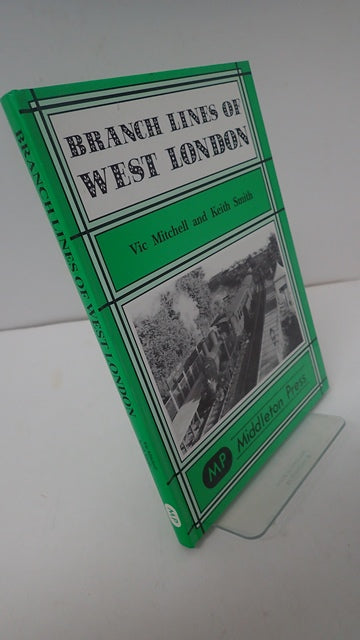 BRANCH LINES OF
WEST LONDON
Vic Mitchell and Keith Smith
MP
Middleton Press
BRANCH LINES OF WEST LONDON
MP